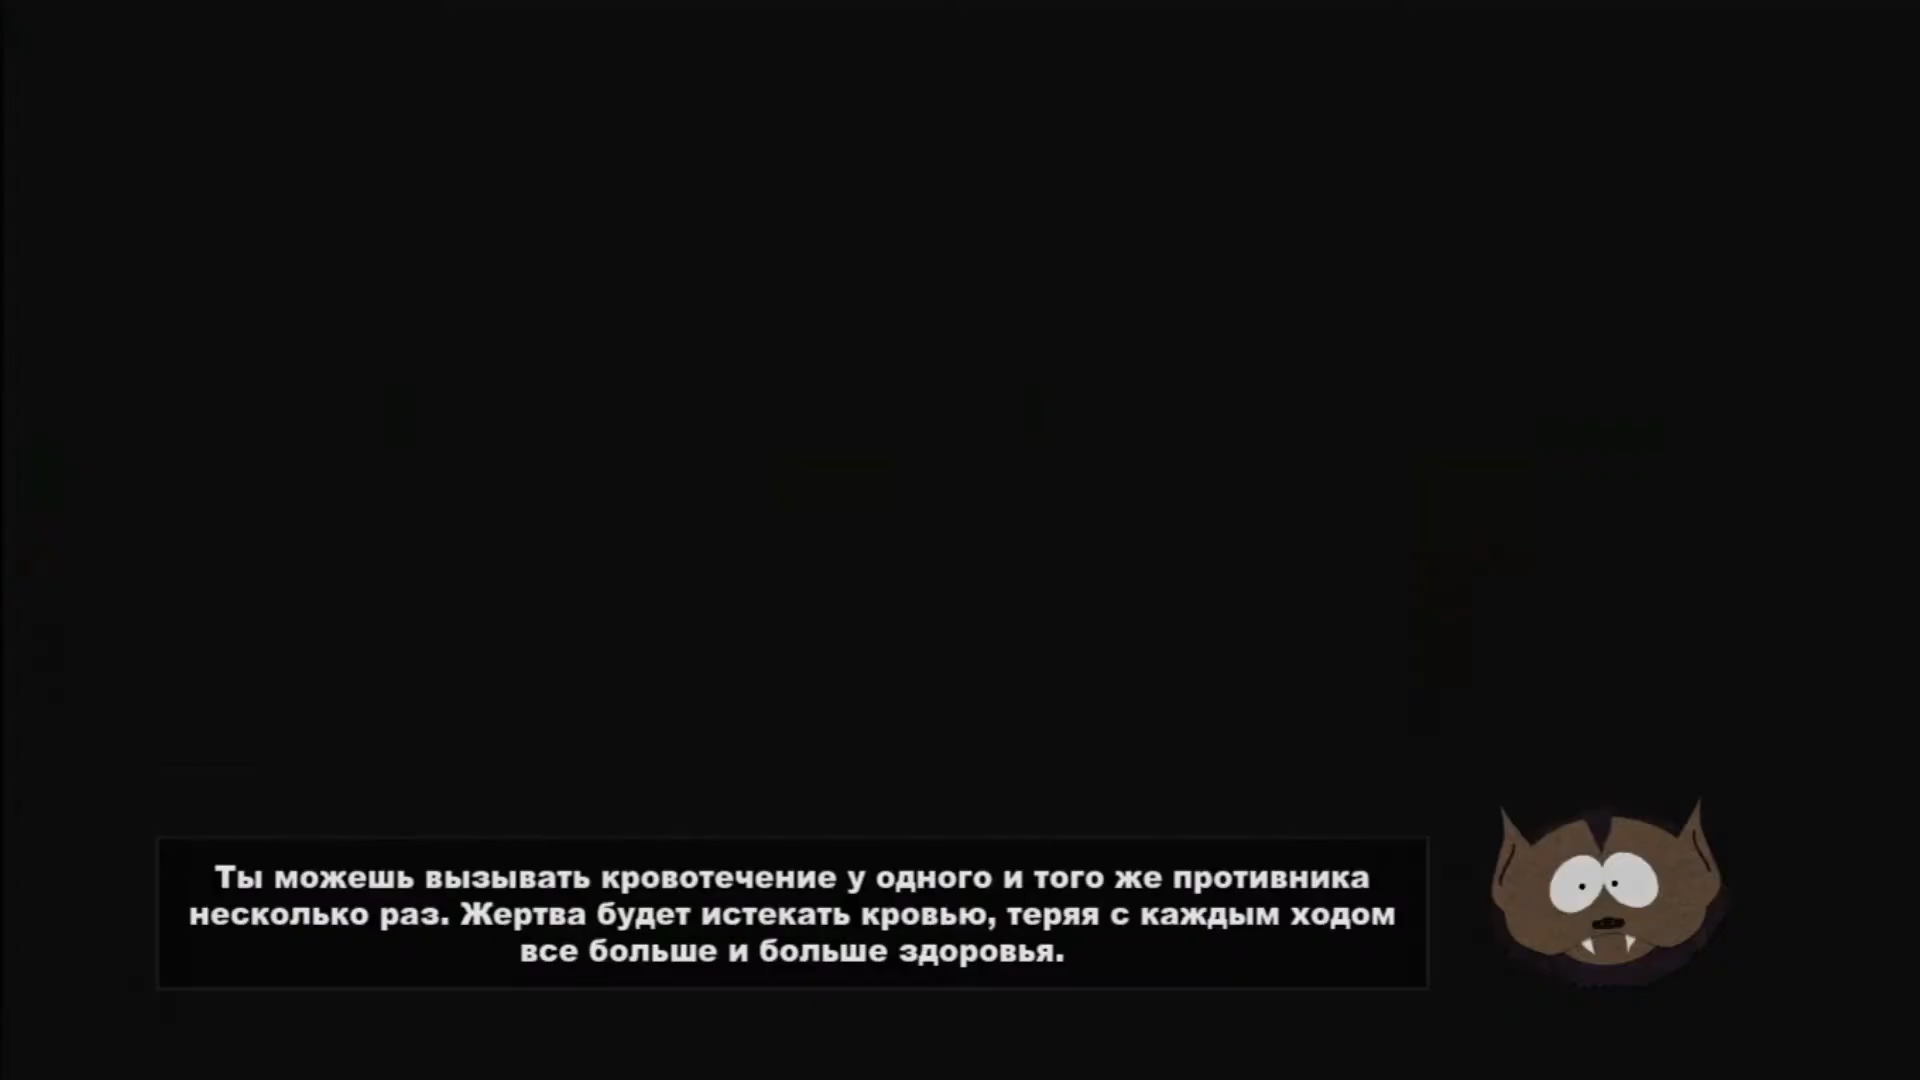 Ты можешь вызывать кровотечение у одного и того же противника
несколько раз. Жертва будет истекать кровью, теряя с каждым ходом
все больше и больше здоровья.